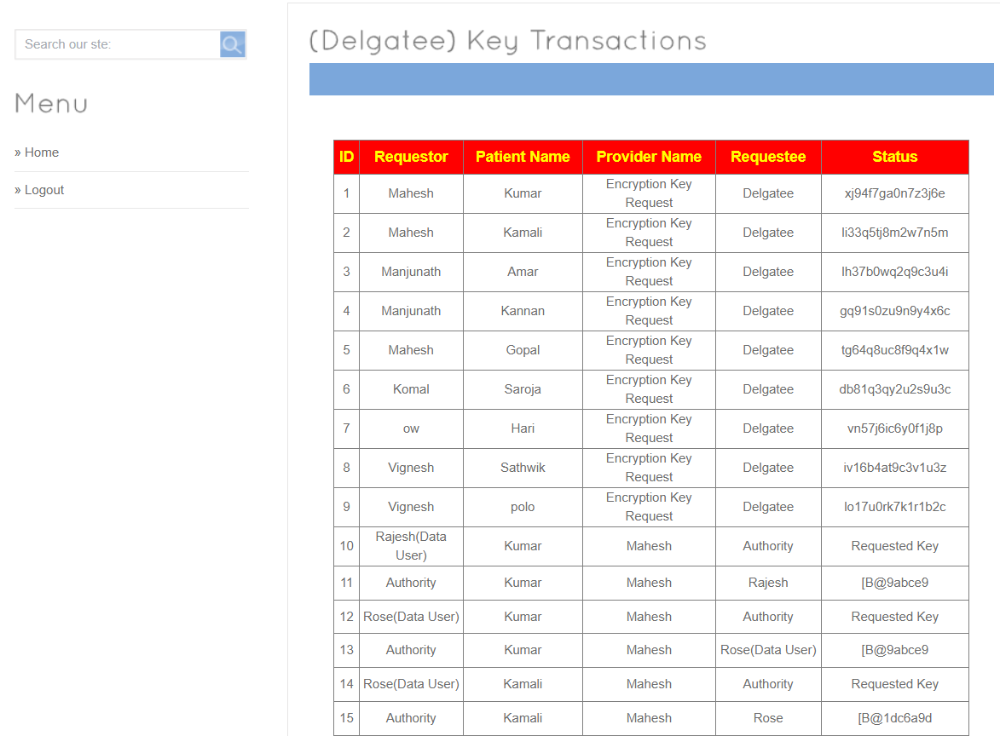 Search our ste:
Menu
» Home
» Logout
(Delgatee) Key Transactions
ID Requestor Patient Name Provider Name Requestee Status
1 Mahesh Kumar Encryption Key Request Delgatee xj94f7ga0n7z3j6e
2 Mahesh Kamali Encryption Key Request Delgatee li33q5tj8m2w7n5m
3 Manjunath Amar Encryption Key Request Delgatee lh37b0wq2q9c3u4i
4 Manjunath Kannan Encryption Key Request Delgatee gq91s0zu9n9y4x6c
5 Mahesh Gopal Encryption Key Request Delgatee tg64q8uc8f9q4x1w
6 Komal Saroja Encryption Key Request Delgatee db81q3qy2u2s9u3c
7 ow Hari Encryption Key Request Delgatee vn57j6ic6y0f1j8p
8 Vignesh Sathwik Encryption Key Request Delgatee iv16b4at9c3v1u3z
9 Vignesh polo Encryption Key Request Delgatee lo17u0rk7k1r1b2c
10 Rajesh(Data User) Kumar Mahesh Authority Requested Key
11 Authority Kumar Mahesh Rajesh [B@9abce9
12 Rose(Data User) Kumar Mahesh Authority Requested Key
13 Authority Kumar Mahesh Rose(Data User) [B@9abce9
14 Rose(Data User) Kamali Mahesh Authority Requested Key
15 Authority Kamali Mahesh Rose [B@1dc6a9d